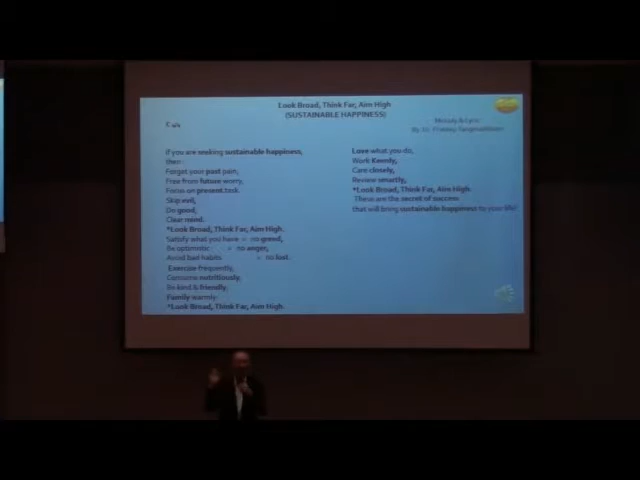 Look Broad, Think Far, Aim High
(SUSTAINABLE HAPPINESS)
Melody & Lyric
If you are seeking sustainable happiness,
then
Forget your past pain,
Free from future worry,
Focus on present task.
Skip evil,
Do good,
Clear mind.
*Look Broad, Think Far, Aim High.
Satisfy what you have = no greed,
Be optimistic = no anger,
Avoid bad habits = no lust.
Exercise frequently,
Consume nutritiously,
Be kind & friendly,
Family warmly
*Look Broad, Think Far, Aim High.
Love what you do,
Work Keenly,
Care closely,
Review smartly,
*Look Broad, Think Far, Aim High.
These are the secret of success
that will bring sustainable happiness to your life!